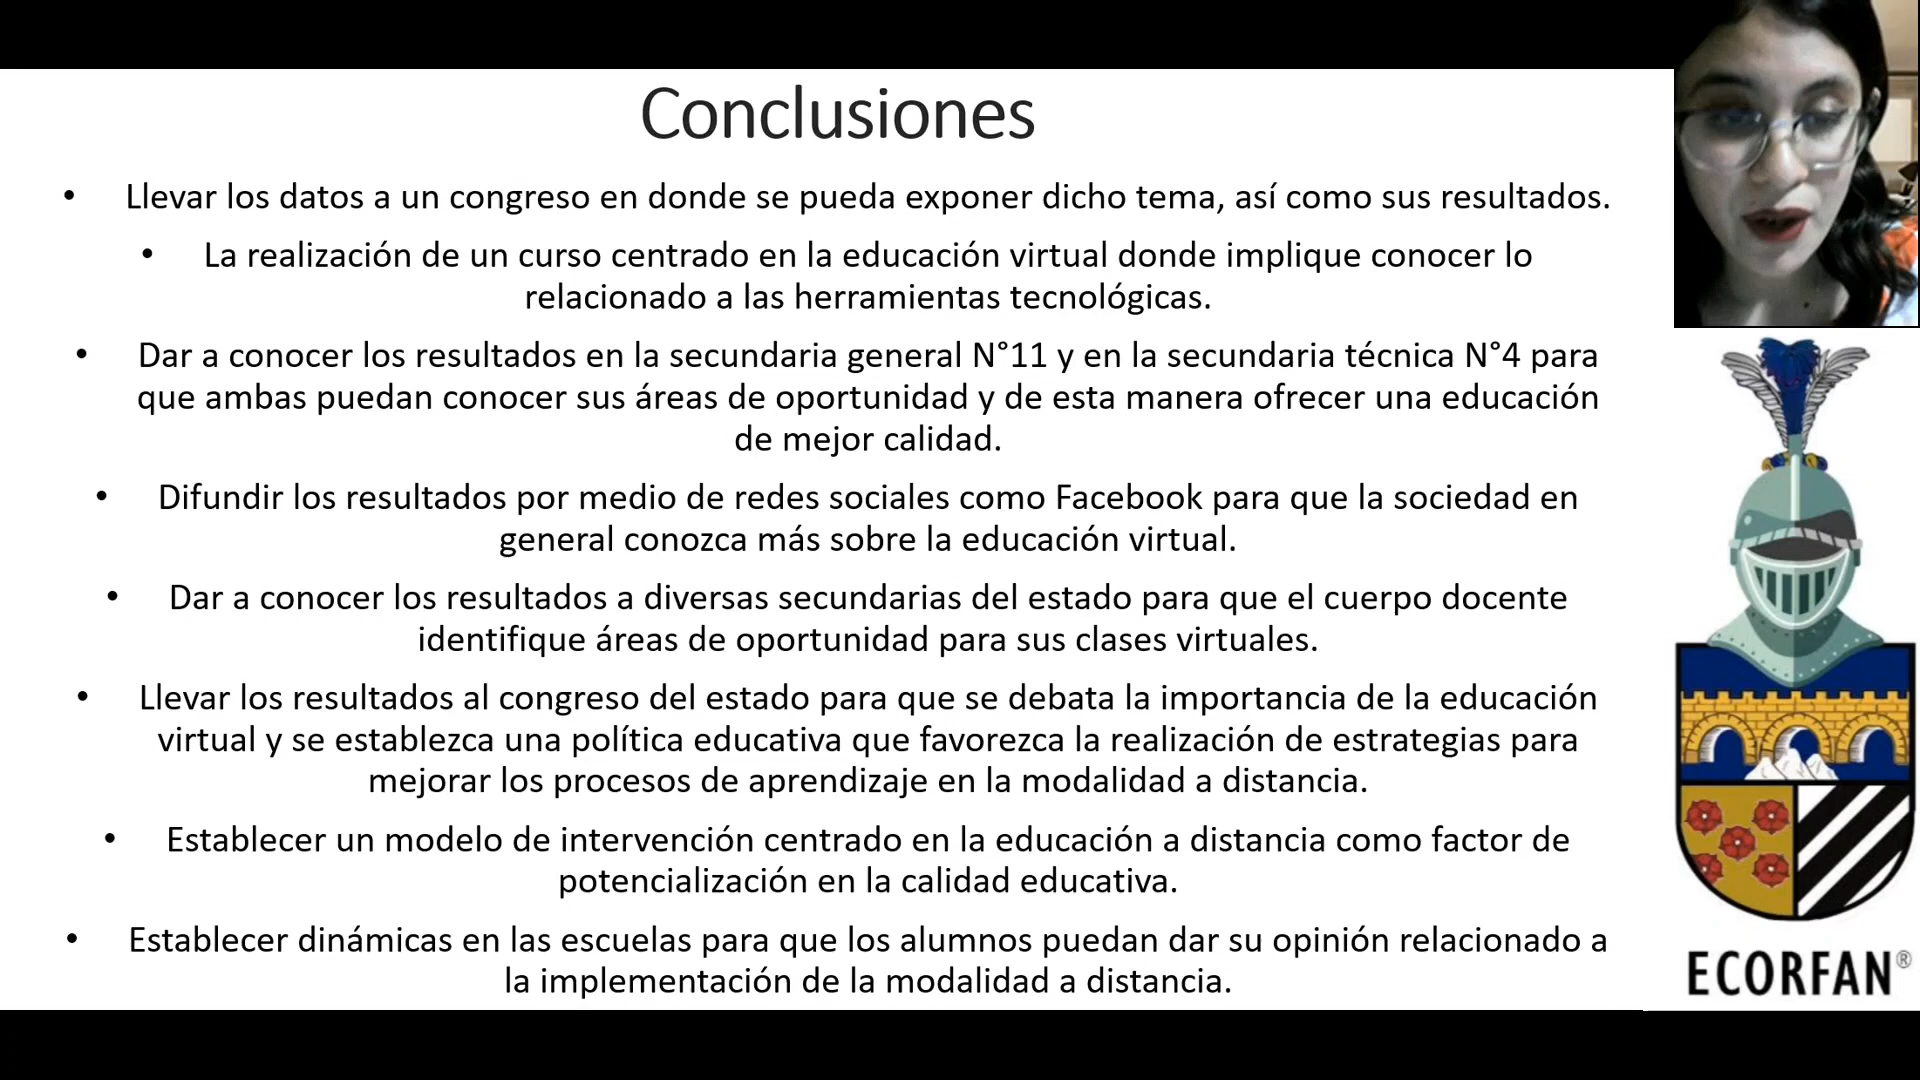 Conclusiones
• Llevar los datos a un congreso en donde se pueda exponer dicho tema, así como sus resultados.
• La realización de un curso centrado en la educación virtual donde implique conocer lo
relacionado a las herramientas tecnológicas.
• Dar a conocer los resultados en la secundaria general N°11 y en la secundaria técnica N°4 para
que ambas puedan conocer sus áreas de oportunidad y de esta manera ofrecer una educación
de mejor calidad.
• Difundir los resultados por medio de redes sociales como Facebook para que la sociedad en
general conozca más sobre la educación virtual.
• Dar a conocer los resultados a diversas secundarias del estado para que el cuerpo docente
identifique áreas de oportunidad para sus clases virtuales.
• Llevar los resultados al congreso del estado para que se debata la importancia de la educación
virtual y se establezca una política educativa que favorezca la realización de estrategias para
mejorar los procesos de aprendizaje en la modalidad a distancia.
• Establecer un modelo de intervención centrado en la educación a distancia como factor de
potencialización en la calidad educativa.
• Establecer dinámicas en las escuelas para que los alumnos puedan dar su opinión relacionado a
la implementación de la modalidad a distancia.
ECORFAN®